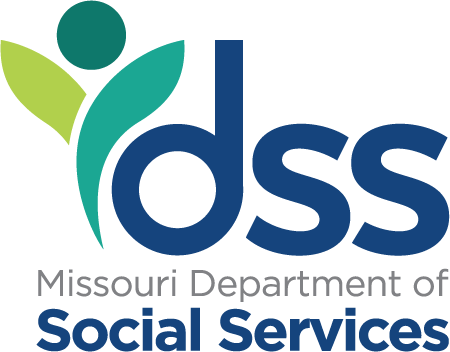 dss
Missouri Department of
Social Services